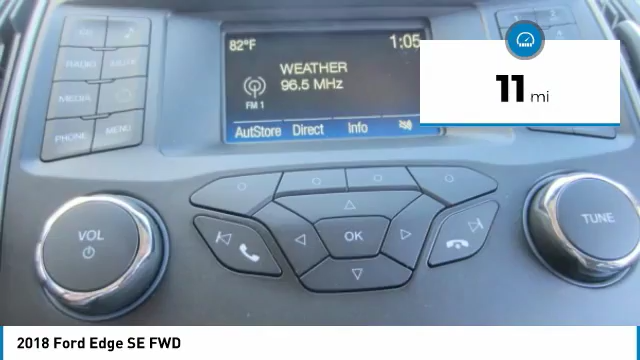 82°F
1:05
WEATHER
96.5 MHz
FM 1
AutoStore Direct Info
11 mi
RADIO
MEDIA
PHONE MENU
VOL
OK
TUNE
2018 Ford Edge SE FWD